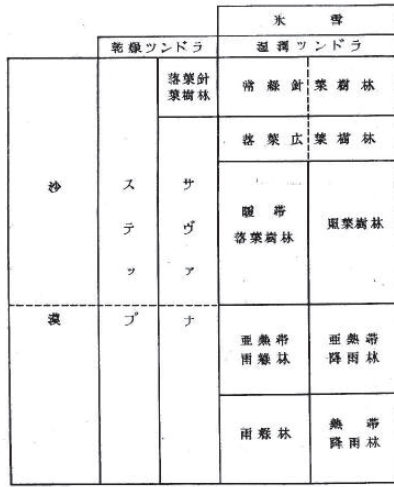 氷 雪
乾燥ツンドラ 湿潤ツンドラ
落葉針
葉樹林
常緑針葉樹林
落葉広葉樹林
沙漠
ステップ
サヴァナ
暖帯
落葉樹林
照葉樹林
亜熱帯
雨緑林
亜熱帯
降雨林
雨緑林
熱帯
降雨林